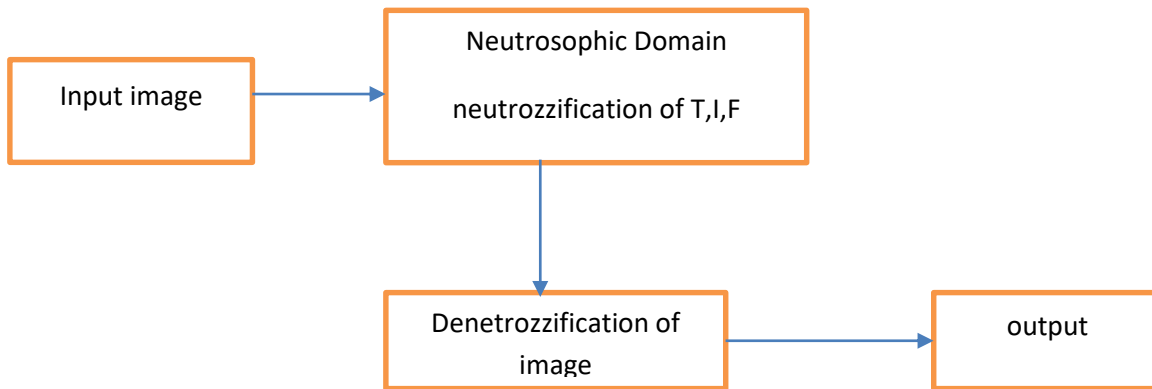 Input image
Neutrosophic Domain
neutrozzification of T,I,F
Denetrozzification of
image
output